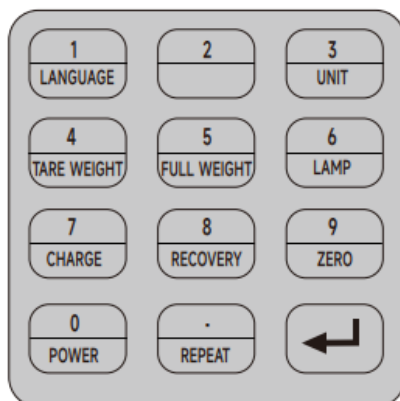 1 2 3
LANGUAGE UNIT
4 5 6
TARE WEIGHT FULL WEIGHT LAMP
7 8 9
CHARGE RECOVERY ZERO
0 .
POWER REPEAT